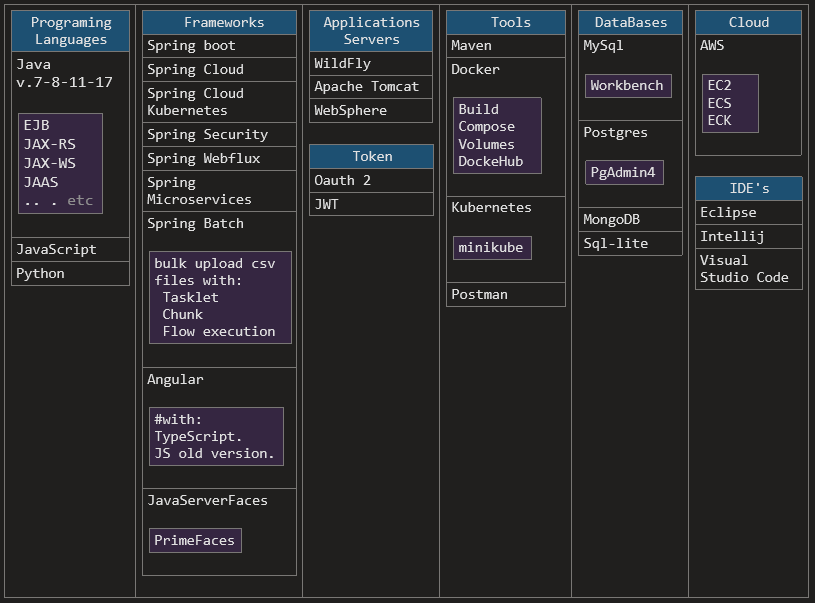 Programing
Languages
Java
v.7-8-11-17
EJB
JAX-RS
JAX-WS
JAAS
.. . etc
JavaScript
Python
Frameworks
Spring boot
Spring Cloud
Spring Cloud
Kubernetes
Spring Security
Spring Webflux
Spring
Microservices
Spring Batch
bulk upload csv
files with:
Tasklet
Chunk
Flow execution
Angular
#with:
TypeScript.
JS old version.
JavaServerFaces
PrimeFaces
Applications
Servers
WildFly
Apache Tomcat
WebSphere
Token
Oauth 2
JWT
Tools
Maven
Docker
Build
Compose
Volumes
DockeHub
Kubernetes
minikube
Postman
DataBases
MySql
Workbench
Postgres
PgAdmin4
MongoDB
Sql-lite
Cloud
AWS
EC2
ECS
ECK
IDE's
Eclipse
Intellij
Visual
Studio Code